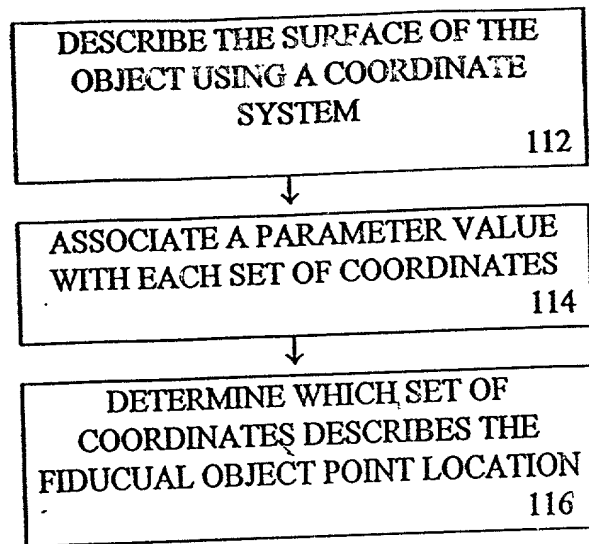 DESCRIBE THE SURFACE OF THE
OBJECT USING A COORDINATE
SYSTEM
112
ASSOCIATE A PARAMETER VALUE
WITH EACH SET OF COORDINATES
114
DETERMINE WHICH SET OF
COORDINATES DESCRIBES THE
FIDUCUAL OBJECT POINT LOCATION
116